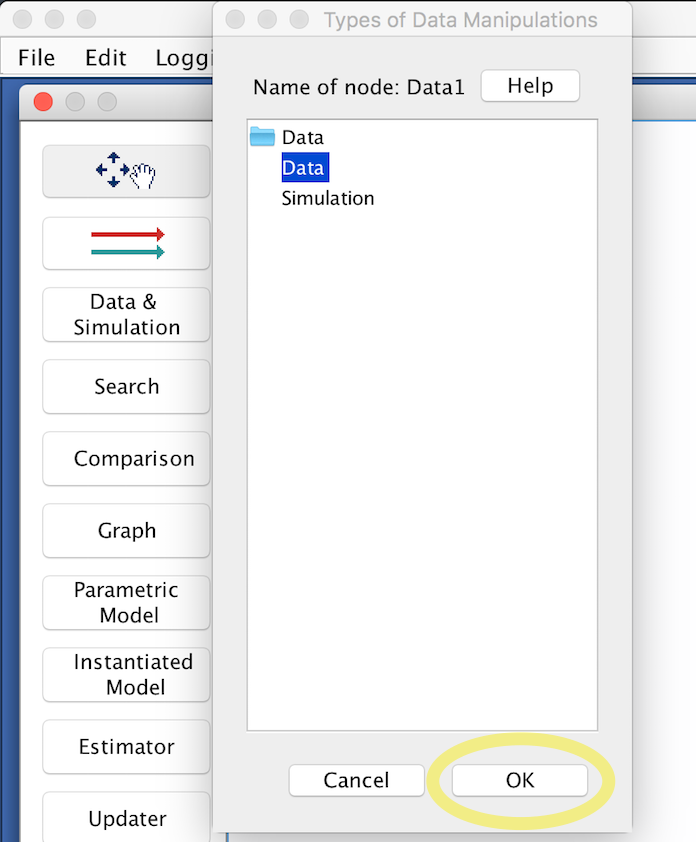 Types of Data Manipulations
File Edit Loggi
Name of node: Data1 Help
Data
Data
Simulation
Data &
Simulation
Search
Comparison
Graph
Parametric
Model
Instantiated
Model
Estimator
Updater
Cancel OK